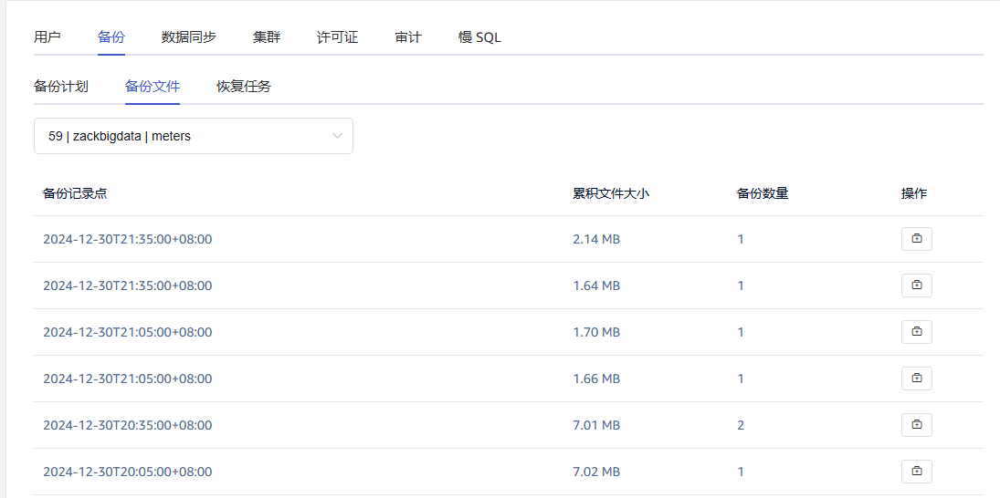 用户 备份 数据同步 集群 许可证 审计 慢 SQL
备份计划 备份文件 恢复任务
59 | zackbigdata | meters
备份记录点 累积文件大小 备份数量 操作
2024-12-30T21:35:00+08:00 2.14 MB 1
2024-12-30T21:35:00+08:00 1.64 MB 1
2024-12-30T21:05:00+08:00 1.70 MB 1
2024-12-30T21:05:00+08:00 1.66 MB 1
2024-12-30T20:35:00+08:00 7.01 MB 2
2024-12-30T20:05:00+08:00 7.02 MB 1